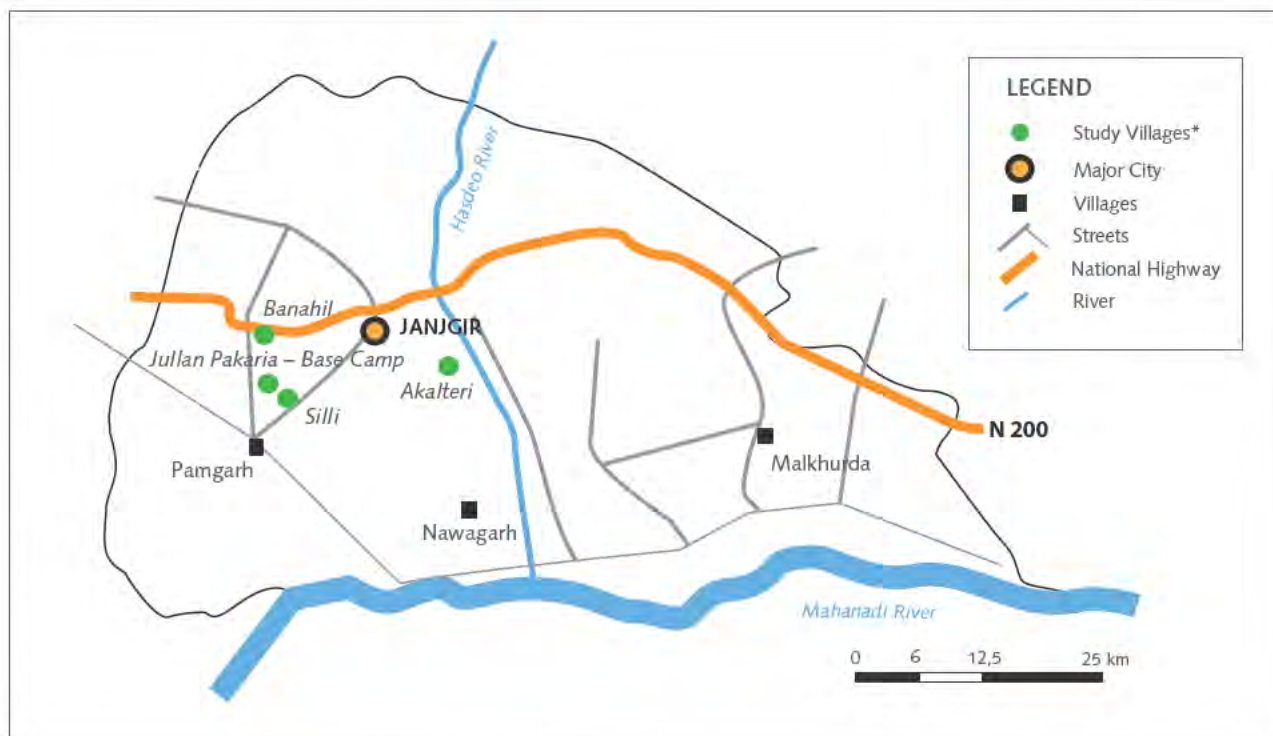 LEGEND
Study Villages*
Major City
Villages
Streets
National Highway
River
Hasdeo River
Banahil
JANJGIR
Jullan Pakaria – Base Camp
Akalteri
Silli
N 200
Pamgarh
Malkhurda
Nawagarh
Mahanadi River
0 6 12,5 25 km